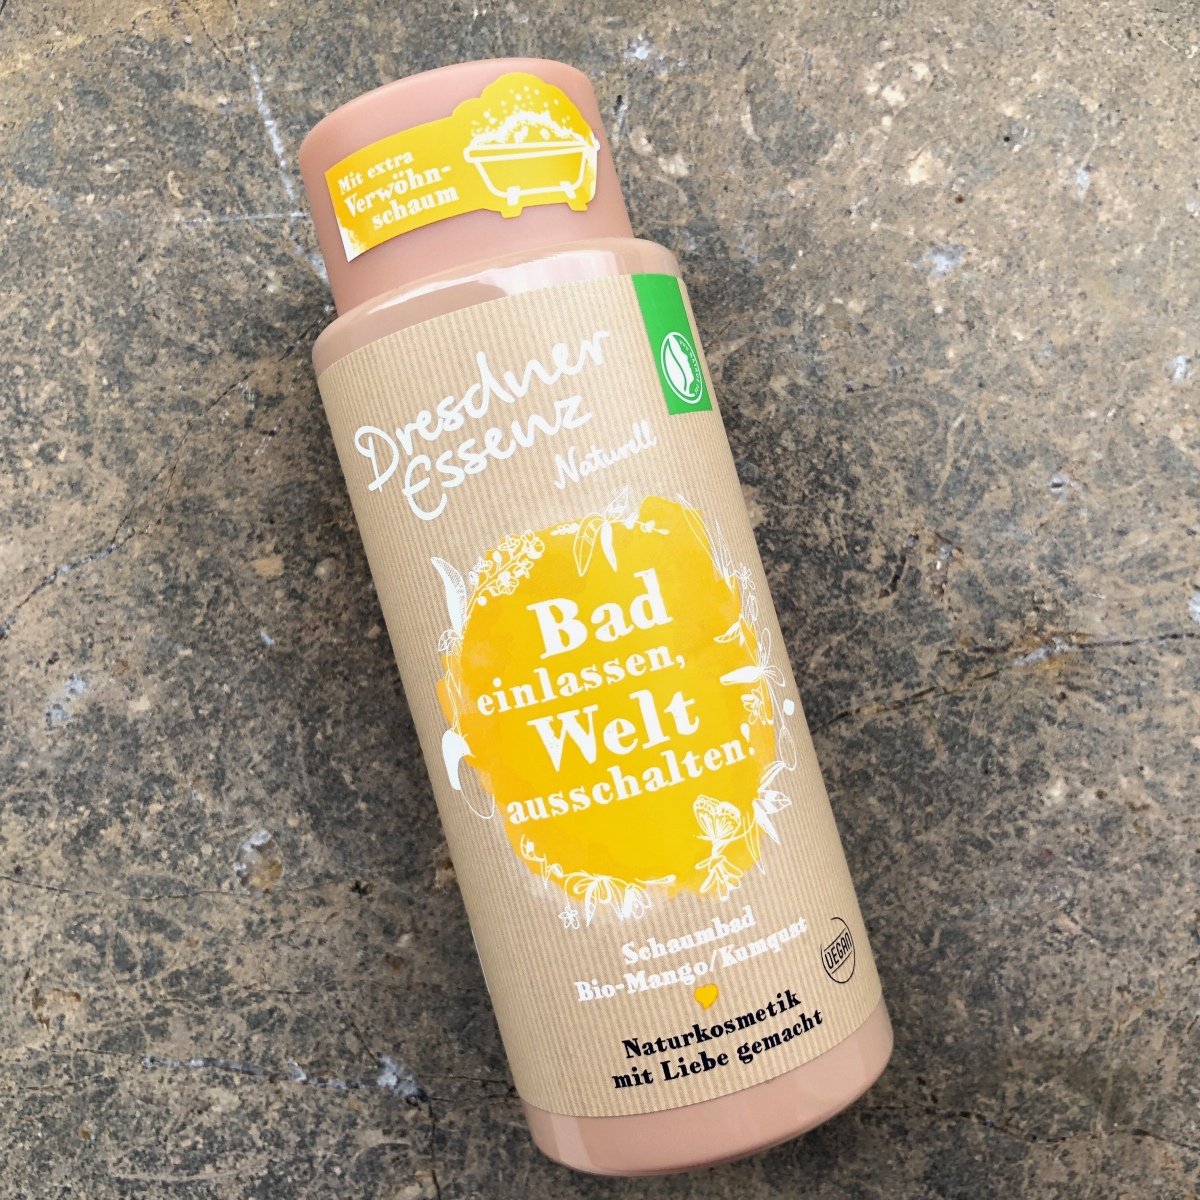 Mit extra
Verwöhn-
schaum
Dresdner
Essenz
Naturell
Bad
einlassen,
Welt
ausschalten!
Schaumbad
Bio-Mango/Kumquat
VEGAN
Naturkosmetik
mit Liebe gemacht